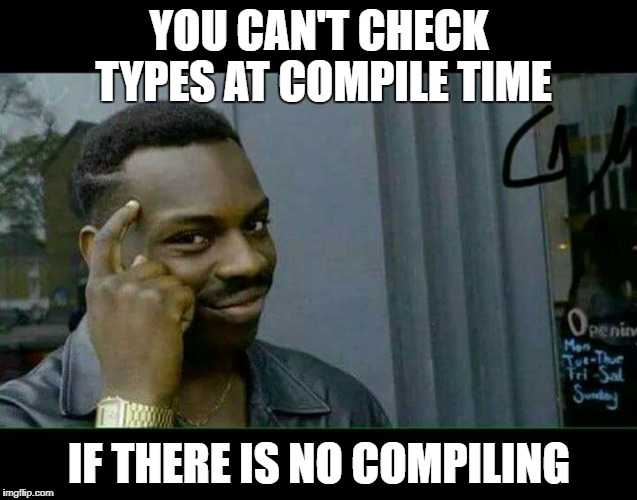 YOU CAN'T CHECK
TYPES AT COMPILE TIME
Opening
Mon
Tue-Thur
Fri -Sat
Sunday
IF THERE IS NO COMPILING
imgflip.com